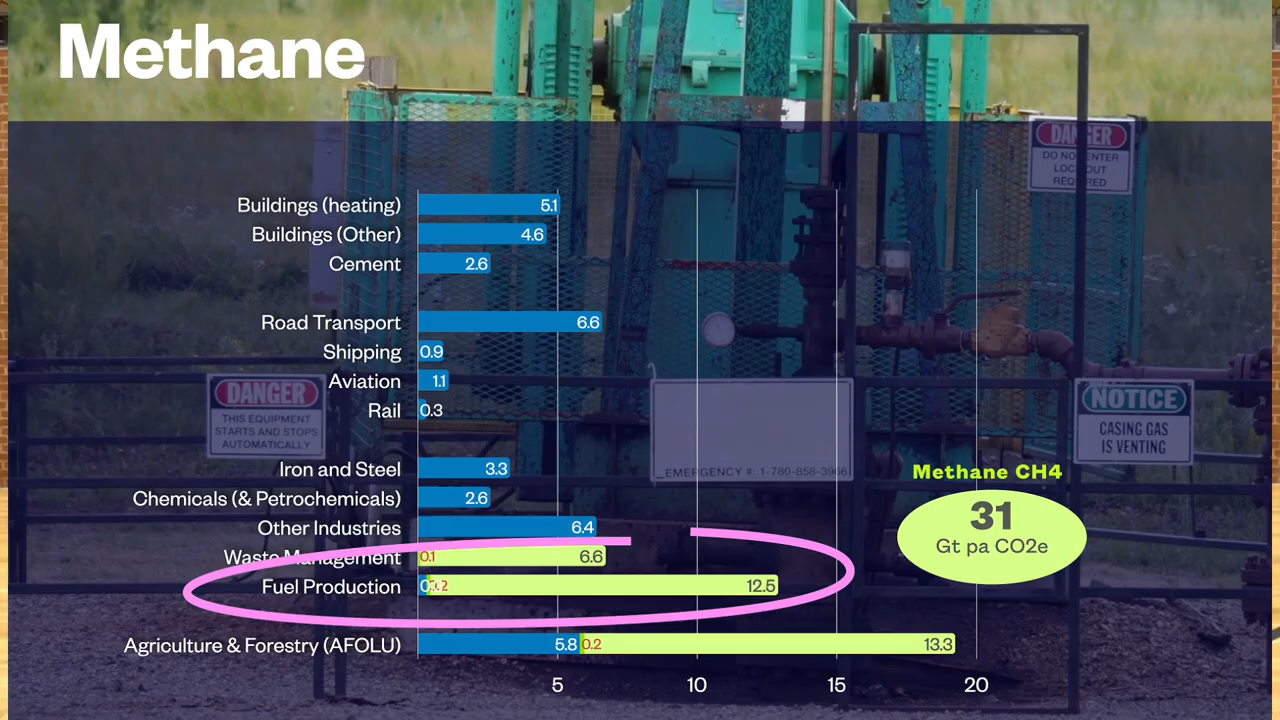 Methane
DANGER
DO NOT ENTER
LOCKOUT
REQUIRED
Buildings (heating) 5.1
Buildings (Other) 4.6
Cement 2.6
Road Transport 6.6
Shipping 0.9
Aviation 1.1
Rail 0.3
DANGER
THIS EQUIPMENT
STARTS AND STOPS
AUTOMATICALLY
NOTICE
CASING GAS
IS VENTING
EMERGENCY #: 1-780-858-3966
Iron and Steel 3.3
Chemicals (& Petrochemicals) 2.6
Other Industries 6.4
Waste Management 0.1 6.6
Fuel Production 12.5
Methane CH4
31
Gt pa CO2e
Agriculture & Forestry (AFOLU) 5.8 0.2 13.3
5 10 15 20